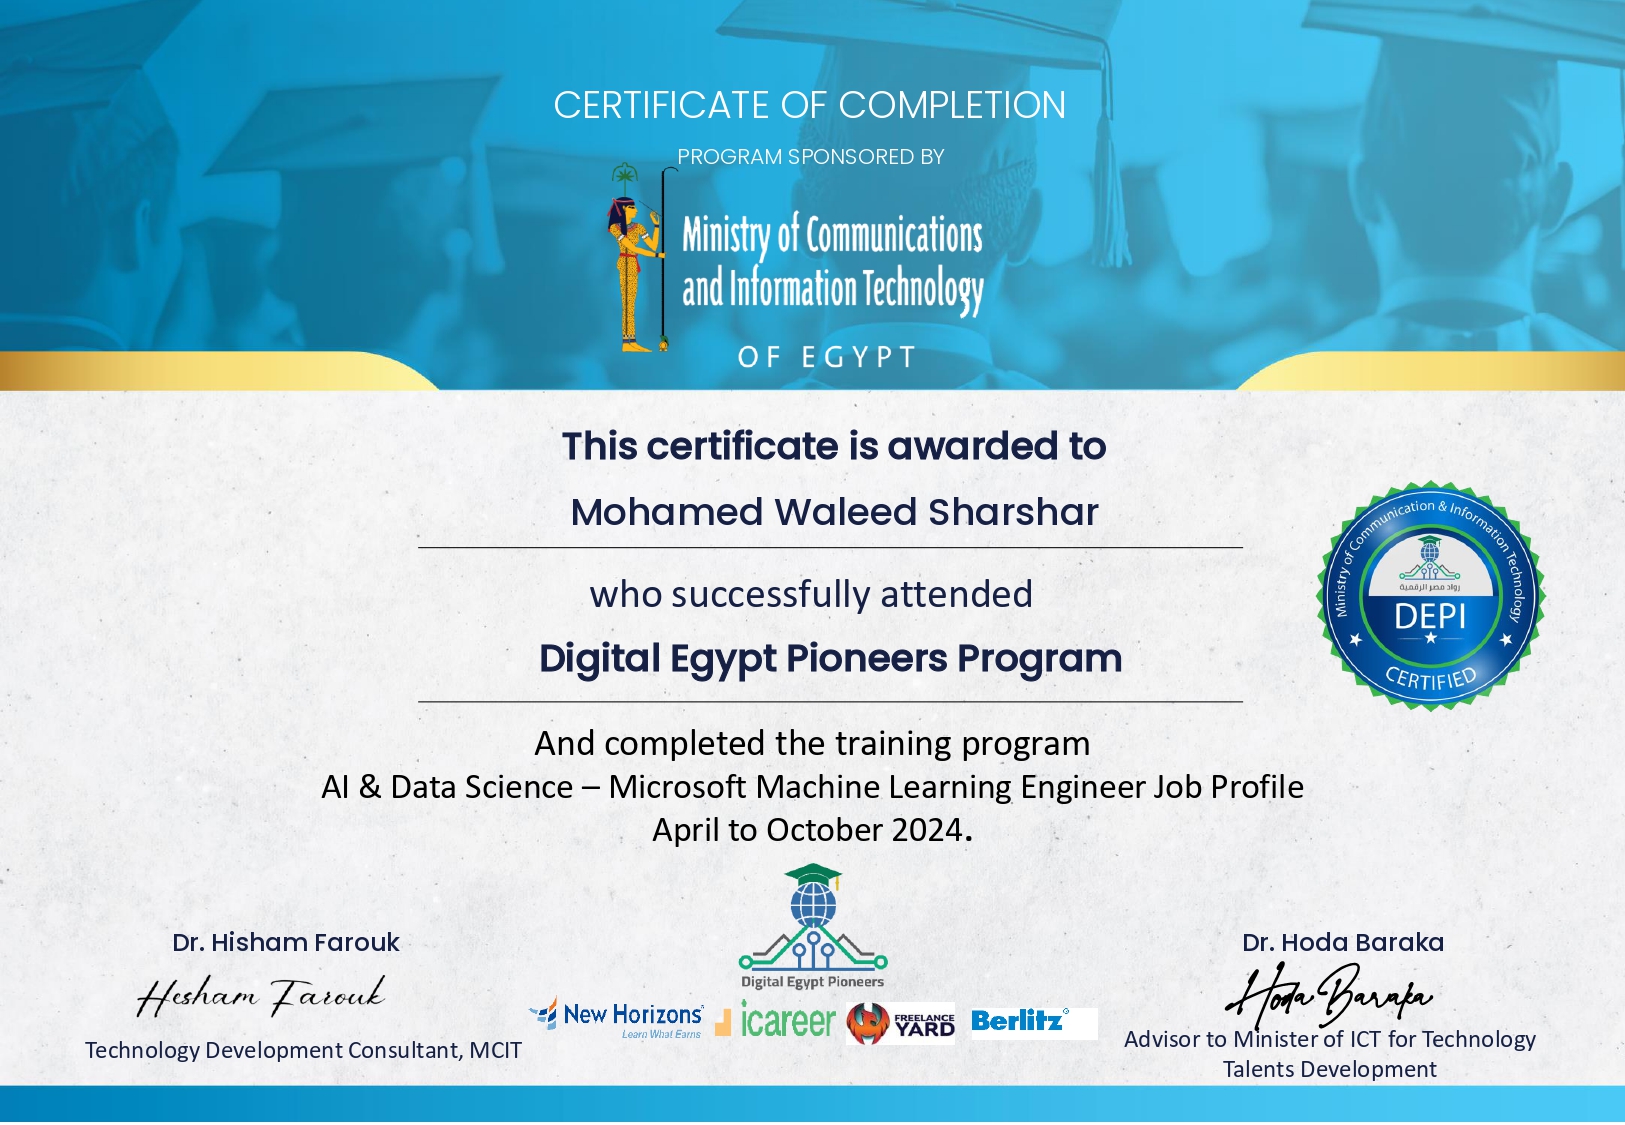 CERTIFICATE OF COMPLETION
PROGRAM SPONSORED BY
Ministry of Communications
and Information Technology
OF EGYPT
This certificate is awarded to
Mohamed Waleed Sharshar
who successfully attended
Digital Egypt Pioneers Program
Ministry of Communication & Information Technology
رواد مصر الرقمية
DEPI
CERTIFIED
And completed the training program
AI & Data Science – Microsoft Machine Learning Engineer Job Profile
April to October 2024.
Dr. Hisham Farouk
Hesham Farouk
Technology Development Consultant, MCIT
Digital Egypt Pioneers
New Horizons®
Learn What Earns
icareer
FREELANCE
YARD
Berlitz®
Dr. Hoda Baraka
Hoda Baraka
Advisor to Minister of ICT for Technology
Talents Development